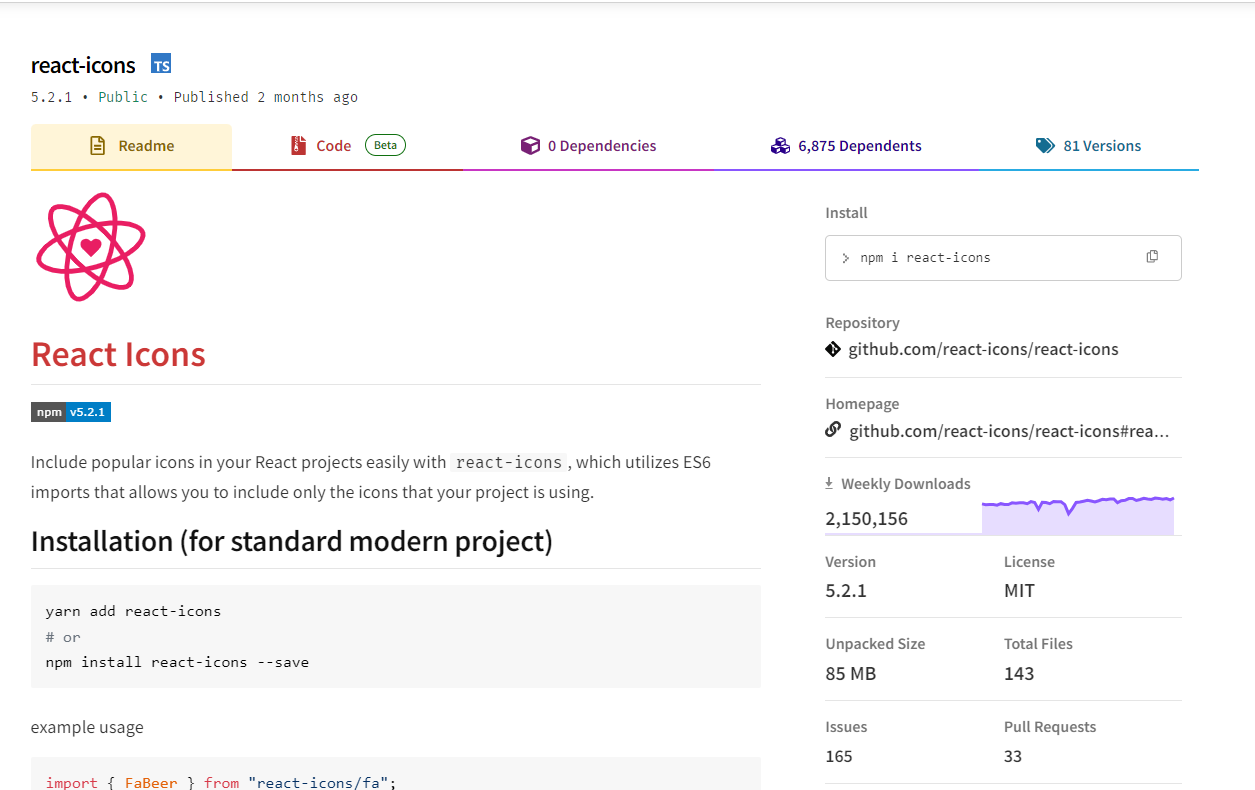 react-icons TS
5.2.1 • Public • Published 2 months ago
Readme
Code Beta
0 Dependencies
6,875 Dependents
81 Versions
React Icons
npm v5.2.1
Include popular icons in your React projects easily with react-icons, which utilizes ES6
imports that allows you to include only the icons that your project is using.
Installation (for standard modern project)
yarn add react-icons
# or
npm install react-icons --save
example usage
import { FaBeer } from "react-icons/fa";
Install
> npm i react-icons
Repository
github.com/react-icons/react-icons
Homepage
github.com/react-icons/react-icons#rea...
Weekly Downloads
2,150,156
Version
5.2.1
License
MIT
Unpacked Size
85 MB
Total Files
143
Issues
165
Pull Requests
33